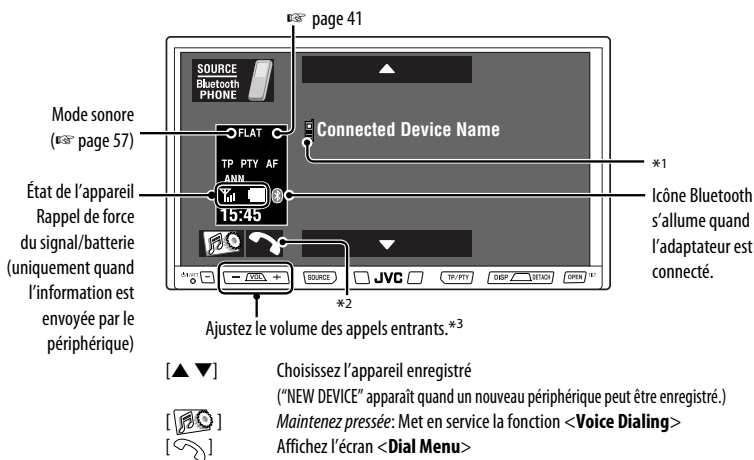 ☞ page 41
SOURCE
Bluetooth
PHONE
Mode sonore
(☞ page 57)
FLAT
Connected Device Name
TP PTY AF
ANN
*1
État de l'appareil
Rappel de force
du signal/batterie
(uniquement quand
l'information est
envoyée par le
périphérique)
15:45
Icône Bluetooth
s'allume quand
l'adaptateur est
connecté.
– VOL +
SOURCE
JVC
TP/PTY
DISP
DETACH
OPEN
TILT
*2
Ajustez le volume des appels entrants.*3
[▲ ▼] Choisissez l'appareil enregistré
("NEW DEVICE" apparaît quand un nouveau périphérique peut être enregistré.)
[ ] Maintenez pressée: Met en service la fonction <Voice Dialing>
[ ] Affichez l'écran <Dial Menu>